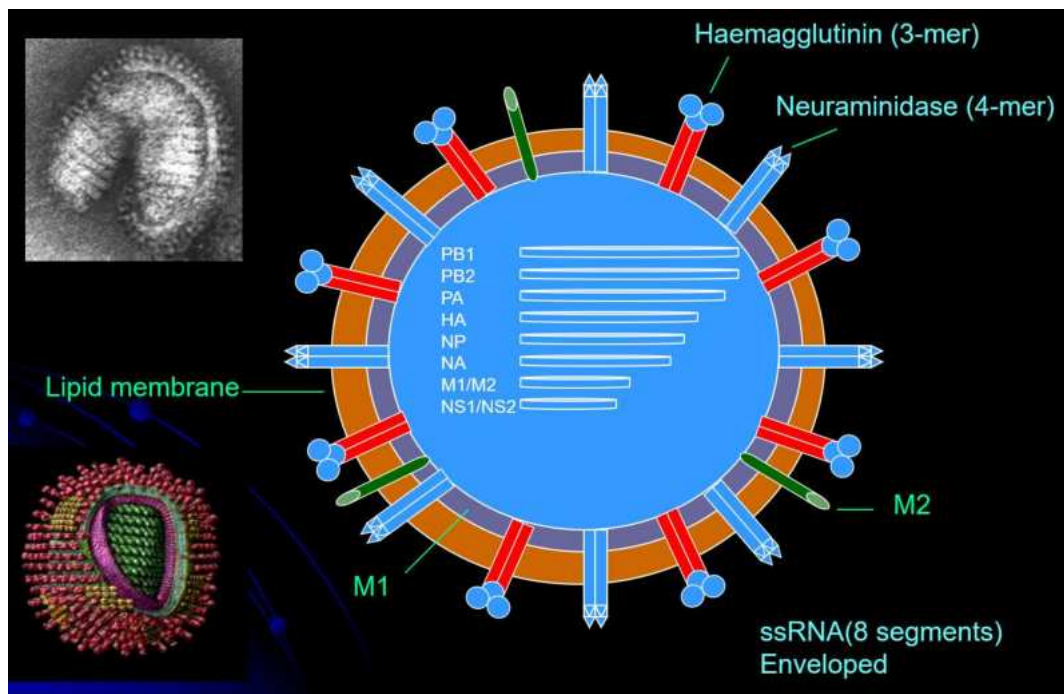 Haemagglutinin (3-mer)
Neuraminidase (4-mer)
PB1
PB2
PA
HA
NP
NA
M1/M2
NS1/NS2
Lipid membrane
M2
M1
ssRNA(8 segments)
Enveloped